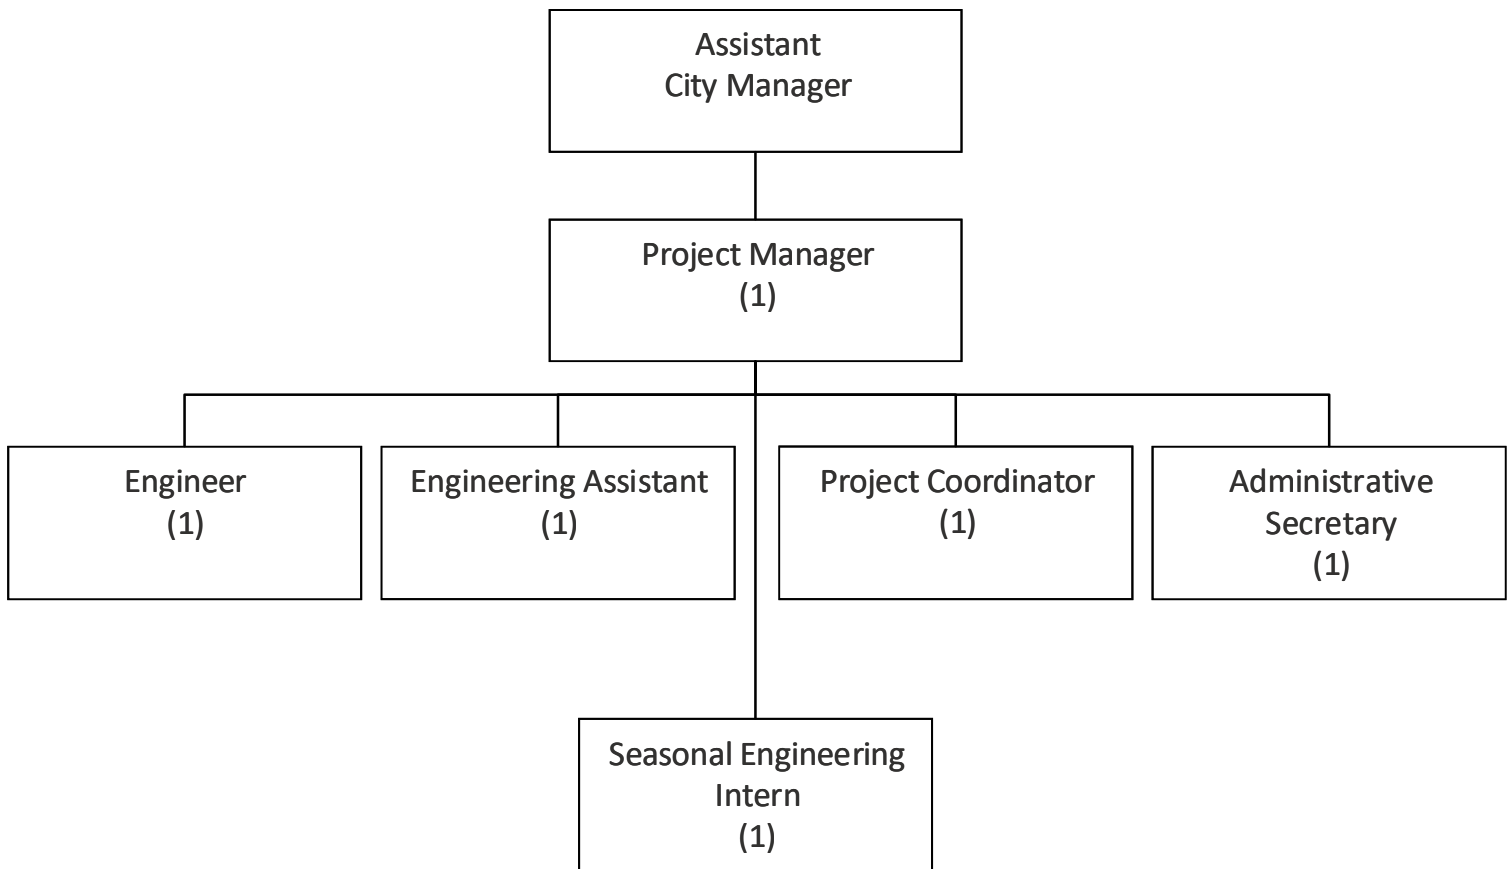 Assistant
City Manager
Project Manager
(1)
Engineer
(1)
Engineering Assistant
(1)
Project Coordinator
(1)
Administrative
Secretary
(1)
Seasonal Engineering
Intern
(1)